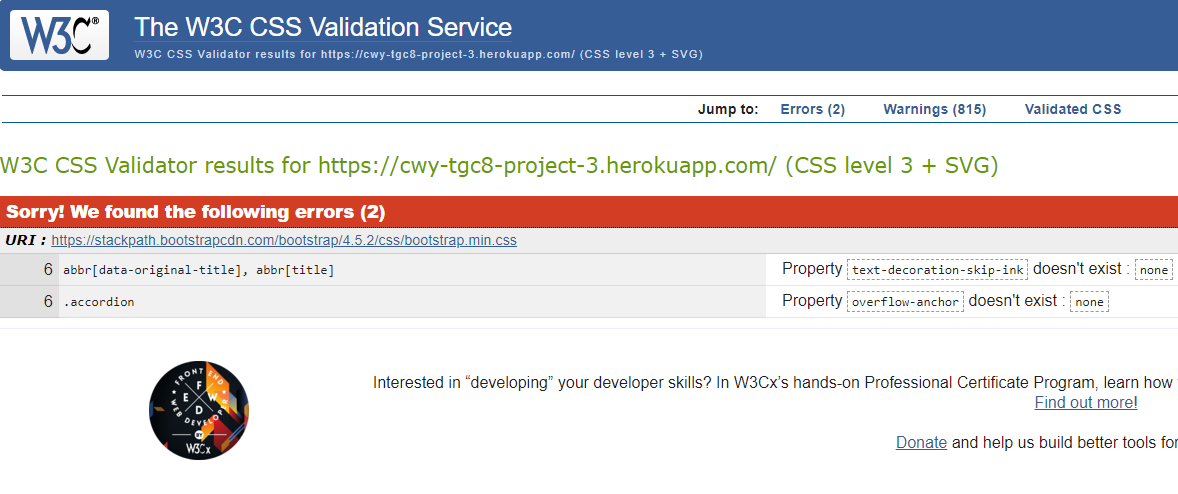 W3C®
The W3C CSS Validation Service
W3C CSS Validator results for https://cwy-tgc8-project-3.herokuapp.com/ (CSS level 3 + SVG)
Jump to: Errors (2) Warnings (815) Validated CSS
W3C CSS Validator results for https://cwy-tgc8-project-3.herokuapp.com/ (CSS level 3 + SVG)
Sorry! We found the following errors (2)
URI : https://stackpath.bootstrapcdn.com/bootstrap/4.5.2/css/bootstrap.min.css
6 abbr[data-original-title], abbr[title] Property text-decoration-skip-ink doesn't exist : none
6 .accordion Property overflow-anchor doesn't exist : none
FRONT END
F E W D
WEB DEVELOPER
BY
W3Cx
Interested in “developing” your developer skills? In W3Cx’s hands-on Professional Certificate Program, learn how
Find out more!
Donate and help us build better tools for